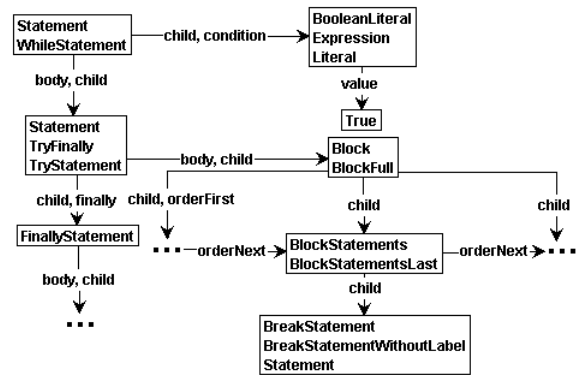 Statement
WhileStatement
child, condition
BooleanLiteral
Expression
Literal
body, child
value
True
Statement
TryFinally
TryStatement
body, child
Block
BlockFull
child, finally
child, orderFirst
child
child
FinallyStatement
...
orderNext
BlockStatements
BlockStatementsLast
orderNext
...
body, child
child
...
BreakStatement
BreakStatementWithoutLabel
Statement